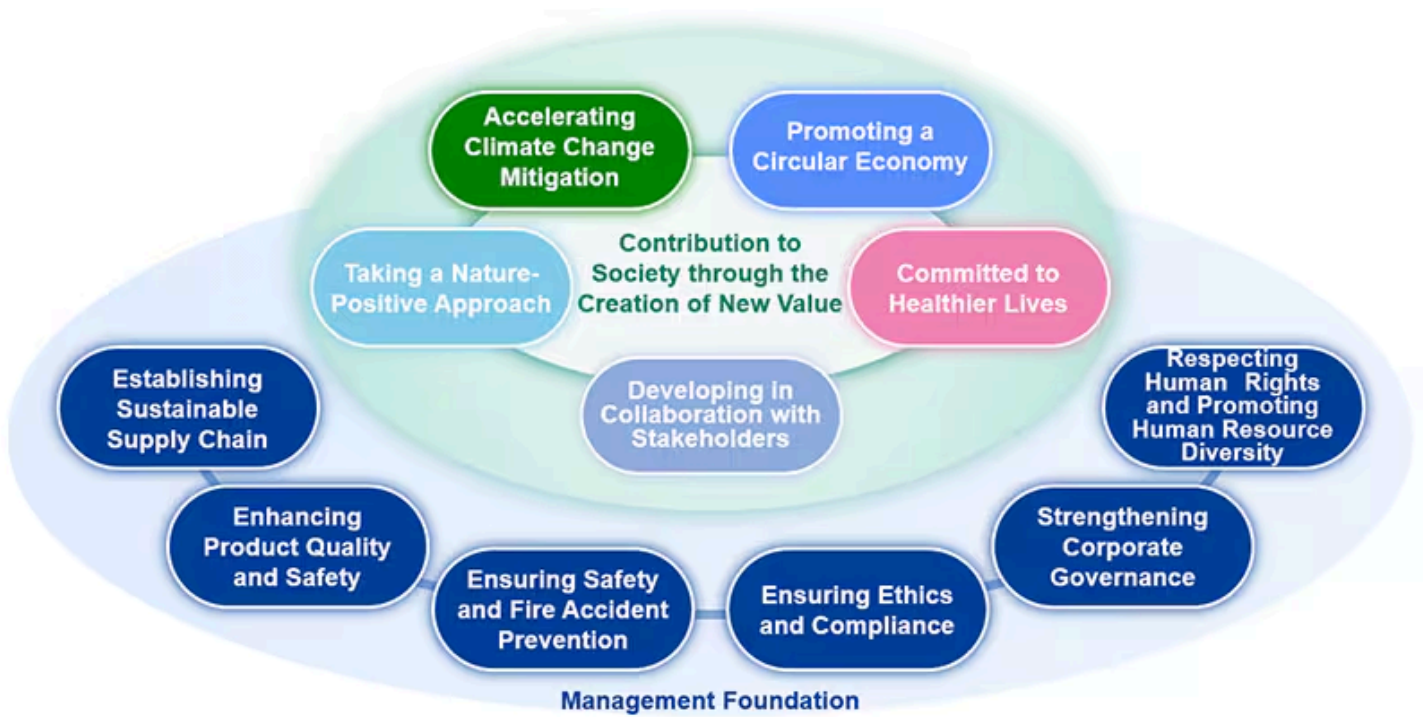 Accelerating
Climate Change
Mitigation
Promoting a
Circular Economy
Taking a Nature-
Positive Approach
Contribution to
Society through the
Creation of New Value
Committed to
Healthier Lives
Developing in
Collaboration with
Stakeholders
Establishing
Sustainable
Supply Chain
Enhancing
Product Quality
and Safety
Ensuring Safety
and Fire Accident
Prevention
Ensuring Ethics
and Compliance
Strengthening
Corporate
Governance
Respecting
Human Rights
and Promoting
Human Resource
Diversity
Management Foundation